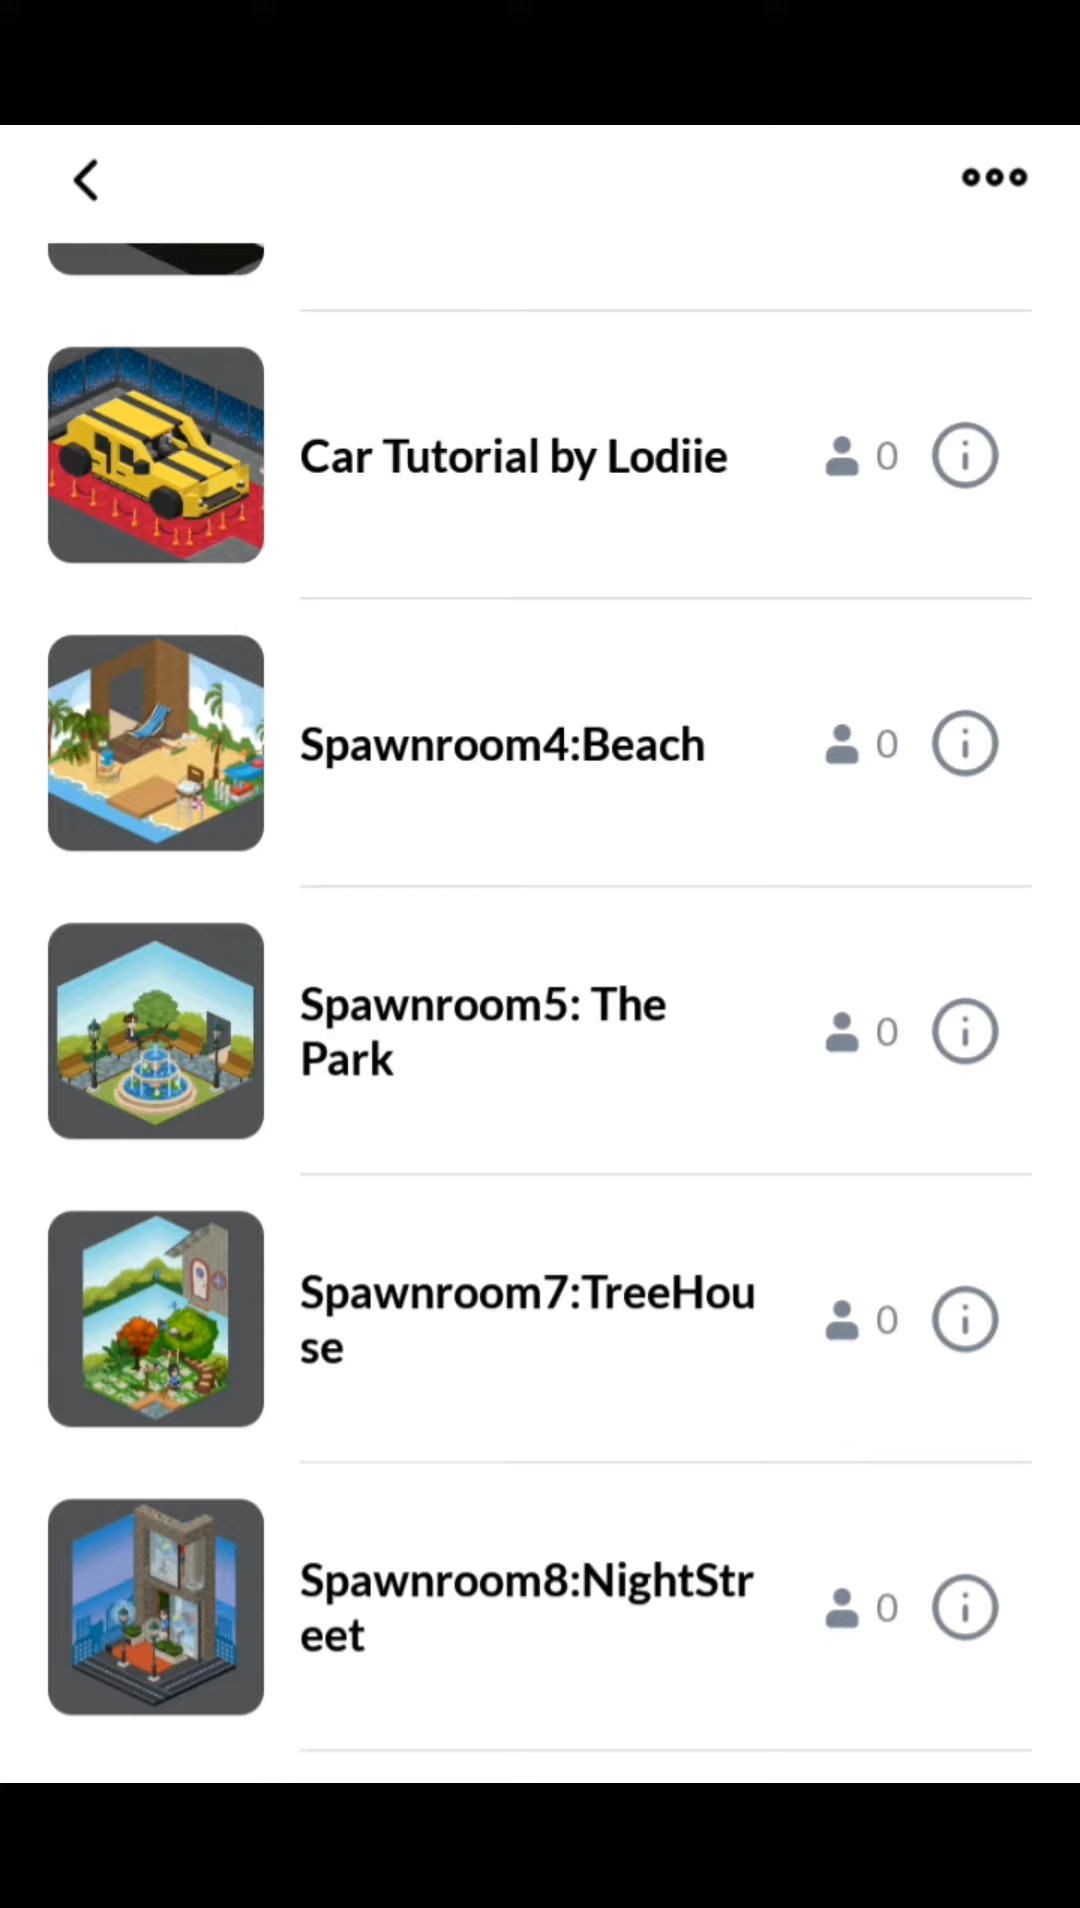 Car Tutorial by Lodiie
0
Spawnroom4:Beach
0
Spawnroom5: The
Park
0
Spawnroom7:TreeHou
se
0
Spawnroom8:NightStr
eet
0